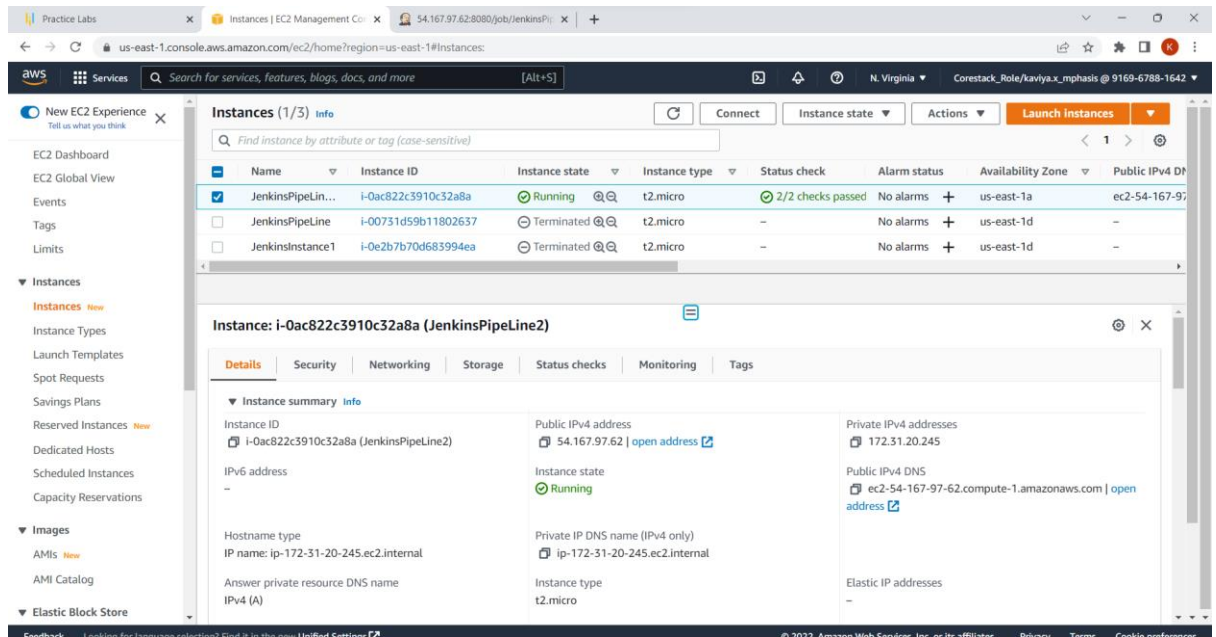 Practice Labs
Instances | EC2 Management Co
54.167.97.62:8080/job/JenkinsPip
us-east-1.console.aws.amazon.com/ec2/home?region=us-east-1#Instances:
K
aws
Services
Search for services, features, blogs, docs, and more
[Alt+S]
N. Virginia
Corestack_Role/kaviya.x_mphasis @ 9169-6788-1642
New EC2 Experience
Tell us what you think
EC2 Dashboard
EC2 Global View
Events
Tags
Limits
Instances
Instances New
Instance Types
Launch Templates
Spot Requests
Savings Plans
Reserved Instances New
Dedicated Hosts
Scheduled Instances
Capacity Reservations
Images
AMIs New
AMI Catalog
Elastic Block Store
Instances (1/3) Info
Connect
Instance state
Actions
Launch instances
Find instance by attribute or tag (case-sensitive)
1
Name Instance ID Instance state Instance type Status check Alarm status Availability Zone Public IPv4 DN
JenkinsPipeLin... i-0ac822c3910c32a8a Running t2.micro 2/2 checks passed No alarms + us-east-1a ec2-54-167-97
JenkinsPipeLine i-00731d59b11802637 Terminated t2.micro – No alarms + us-east-1d –
JenkinsInstance1 i-0e2b7b70d683994ea Terminated t2.micro – No alarms + us-east-1d –
Instance: i-0ac822c3910c32a8a (JenkinsPipeLine2)
Details Security Networking Storage Status checks Monitoring Tags
Instance summary Info
Instance ID Public IPv4 address Private IPv4 addresses
i-0ac822c3910c32a8a (JenkinsPipeLine2) 54.167.97.62 | open address 172.31.20.245
IPv6 address Instance state Public IPv4 DNS
– Running ec2-54-167-97-62.compute-1.amazonaws.com | open
address
Hostname type Private IP DNS name (IPv4 only)
IP name: ip-172-31-20-245.ec2.internal ip-172-31-20-245.ec2.internal
Answer private resource DNS name Instance type Elastic IP addresses
IPv4 (A) t2.micro –
Feedback Looking for language selection? Find it in the new Unified Settings © 2022, Amazon Web Services, Inc. or its affiliates. Privacy Terms Cookie preferences